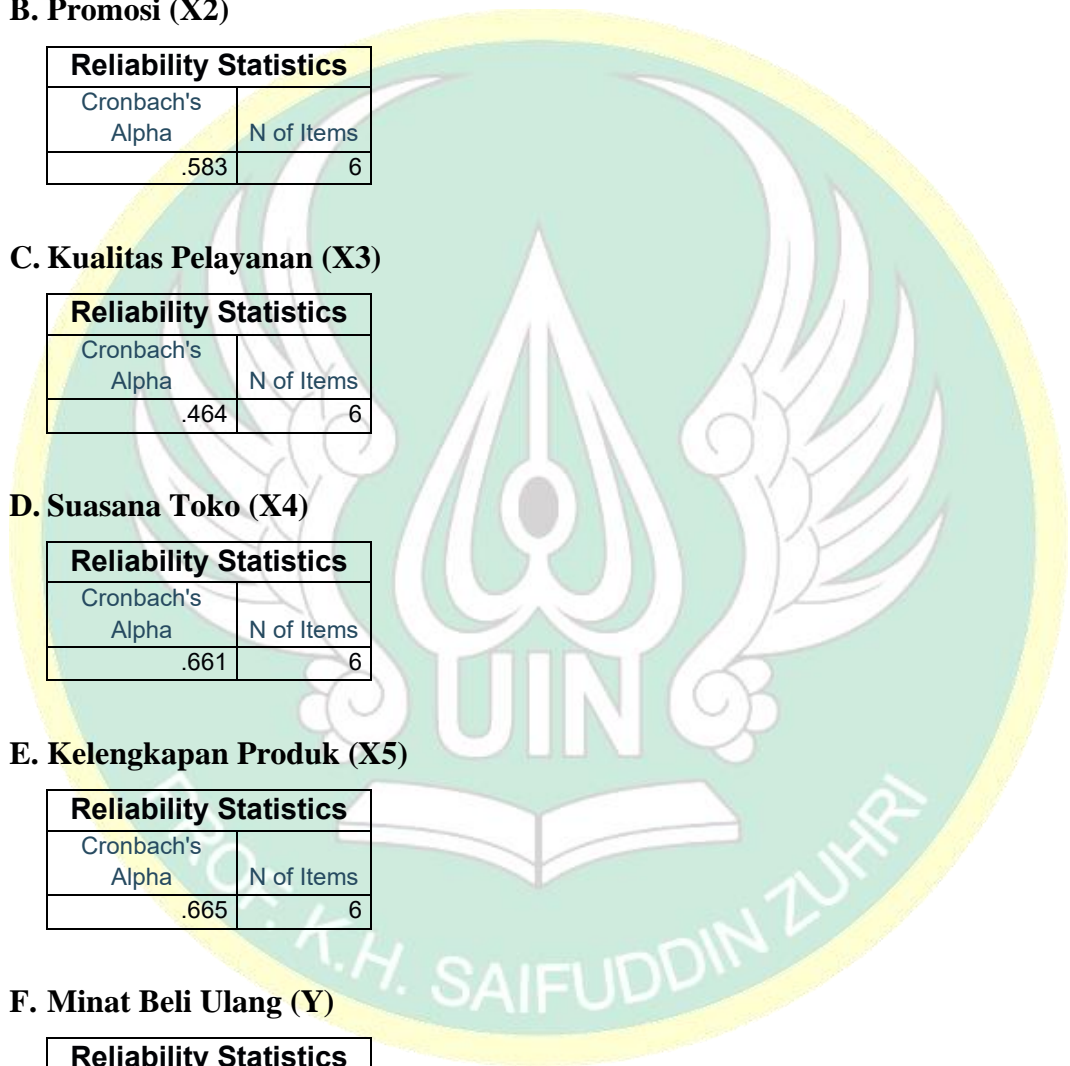 B. Promosi (X2)
Reliability Statistics
Cronbach's
Alpha N of Items
.583 6
C. Kualitas Pelayanan (X3)
Reliability Statistics
Cronbach's
Alpha N of Items
.464 6
D. Suasana Toko (X4)
Reliability Statistics
Cronbach's
Alpha N of Items
.661 6
E. Kelengkapan Produk (X5)
Reliability Statistics
Cronbach's
Alpha N of Items
.665 6
F. Minat Beli Ulang (Y)
Reliability Statistics
UIN
PROF. K.H. SAIFUDDIN ZUHRI